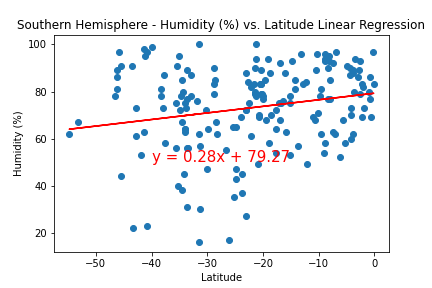 Southern Hemisphere - Humidity (%) vs. Latitude Linear Regression
100
80
60
40
20
Humidity (%)
y = 0.28x + 79.27
−50
−40
−30
−20
−10
0
Latitude